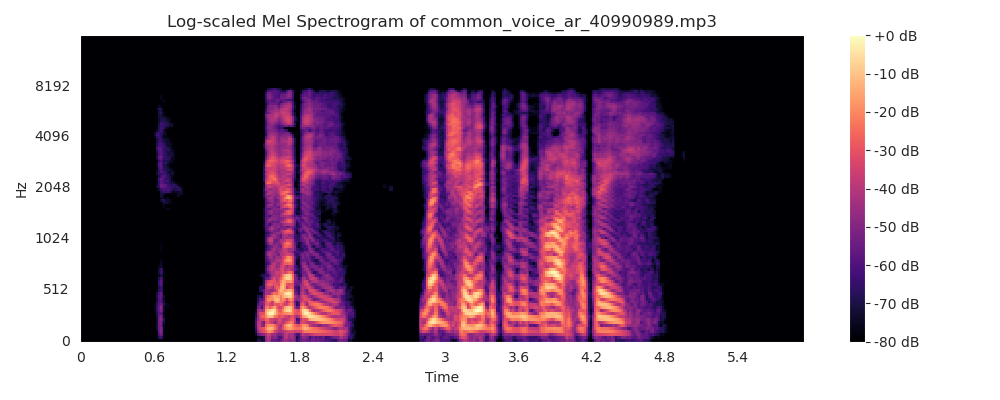 Log-scaled Mel Spectrogram of common_voice_ar_40990989.mp3
Hz
8192
4096
2048
1024
512
0
0 0.6 1.2 1.8 2.4 3 3.6 4.2 4.8 5.4
Time
+0 dB
-10 dB
-20 dB
-30 dB
-40 dB
-50 dB
-60 dB
-70 dB
-80 dB